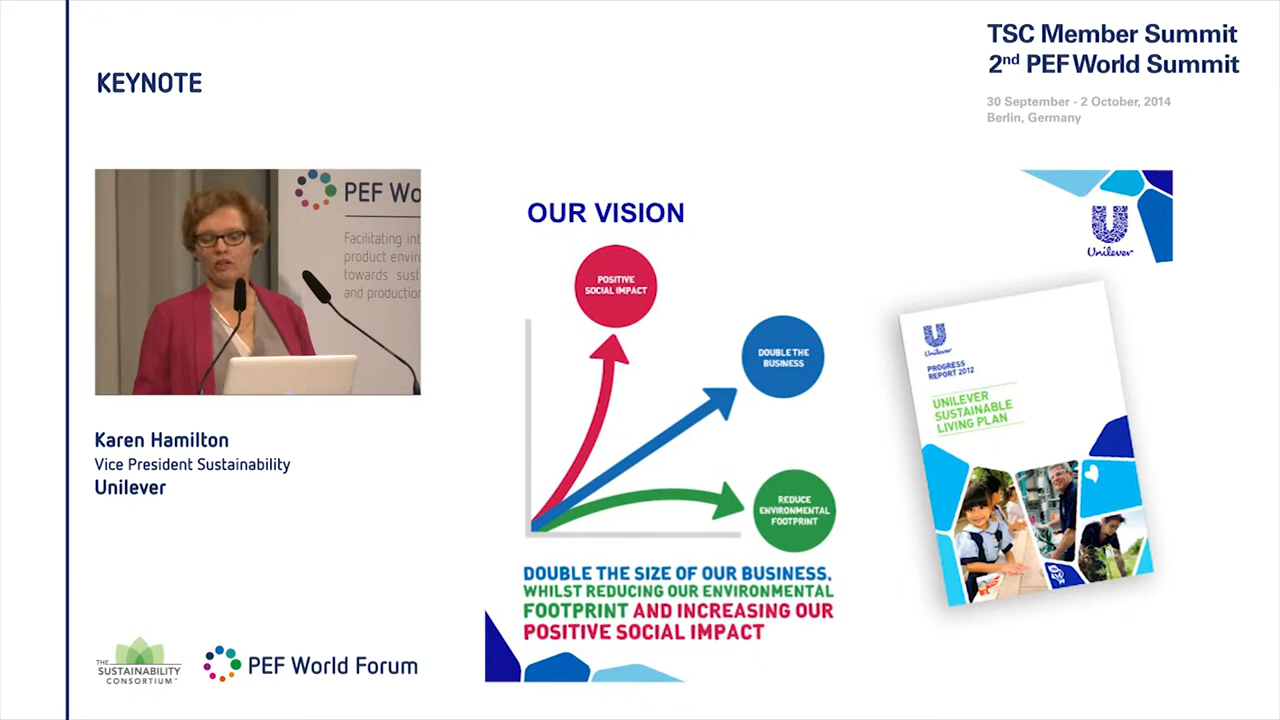 TSC Member Summit
2nd PEF World Summit
30 September - 2 October, 2014
Berlin, Germany
KEYNOTE
PEF Wo
Facilitating int
product enviro
towards sust
and production
Karen Hamilton
Vice President Sustainability
Unilever
OUR VISION
Unilever
POSITIVE
SOCIAL IMPACT
DOUBLE THE
BUSINESS
REDUCE
ENVIRONMENTAL
FOOTPRINT
DOUBLE THE SIZE OF OUR BUSINESS,
WHILST REDUCING OUR ENVIRONMENTAL
FOOTPRINT AND INCREASING OUR
POSITIVE SOCIAL IMPACT
Unilever
PROGRESS
REPORT 2012
UNILEVER
SUSTAINABLE
LIVING PLAN
THE
SUSTAINABILITY
CONSORTIUM™
PEF World Forum